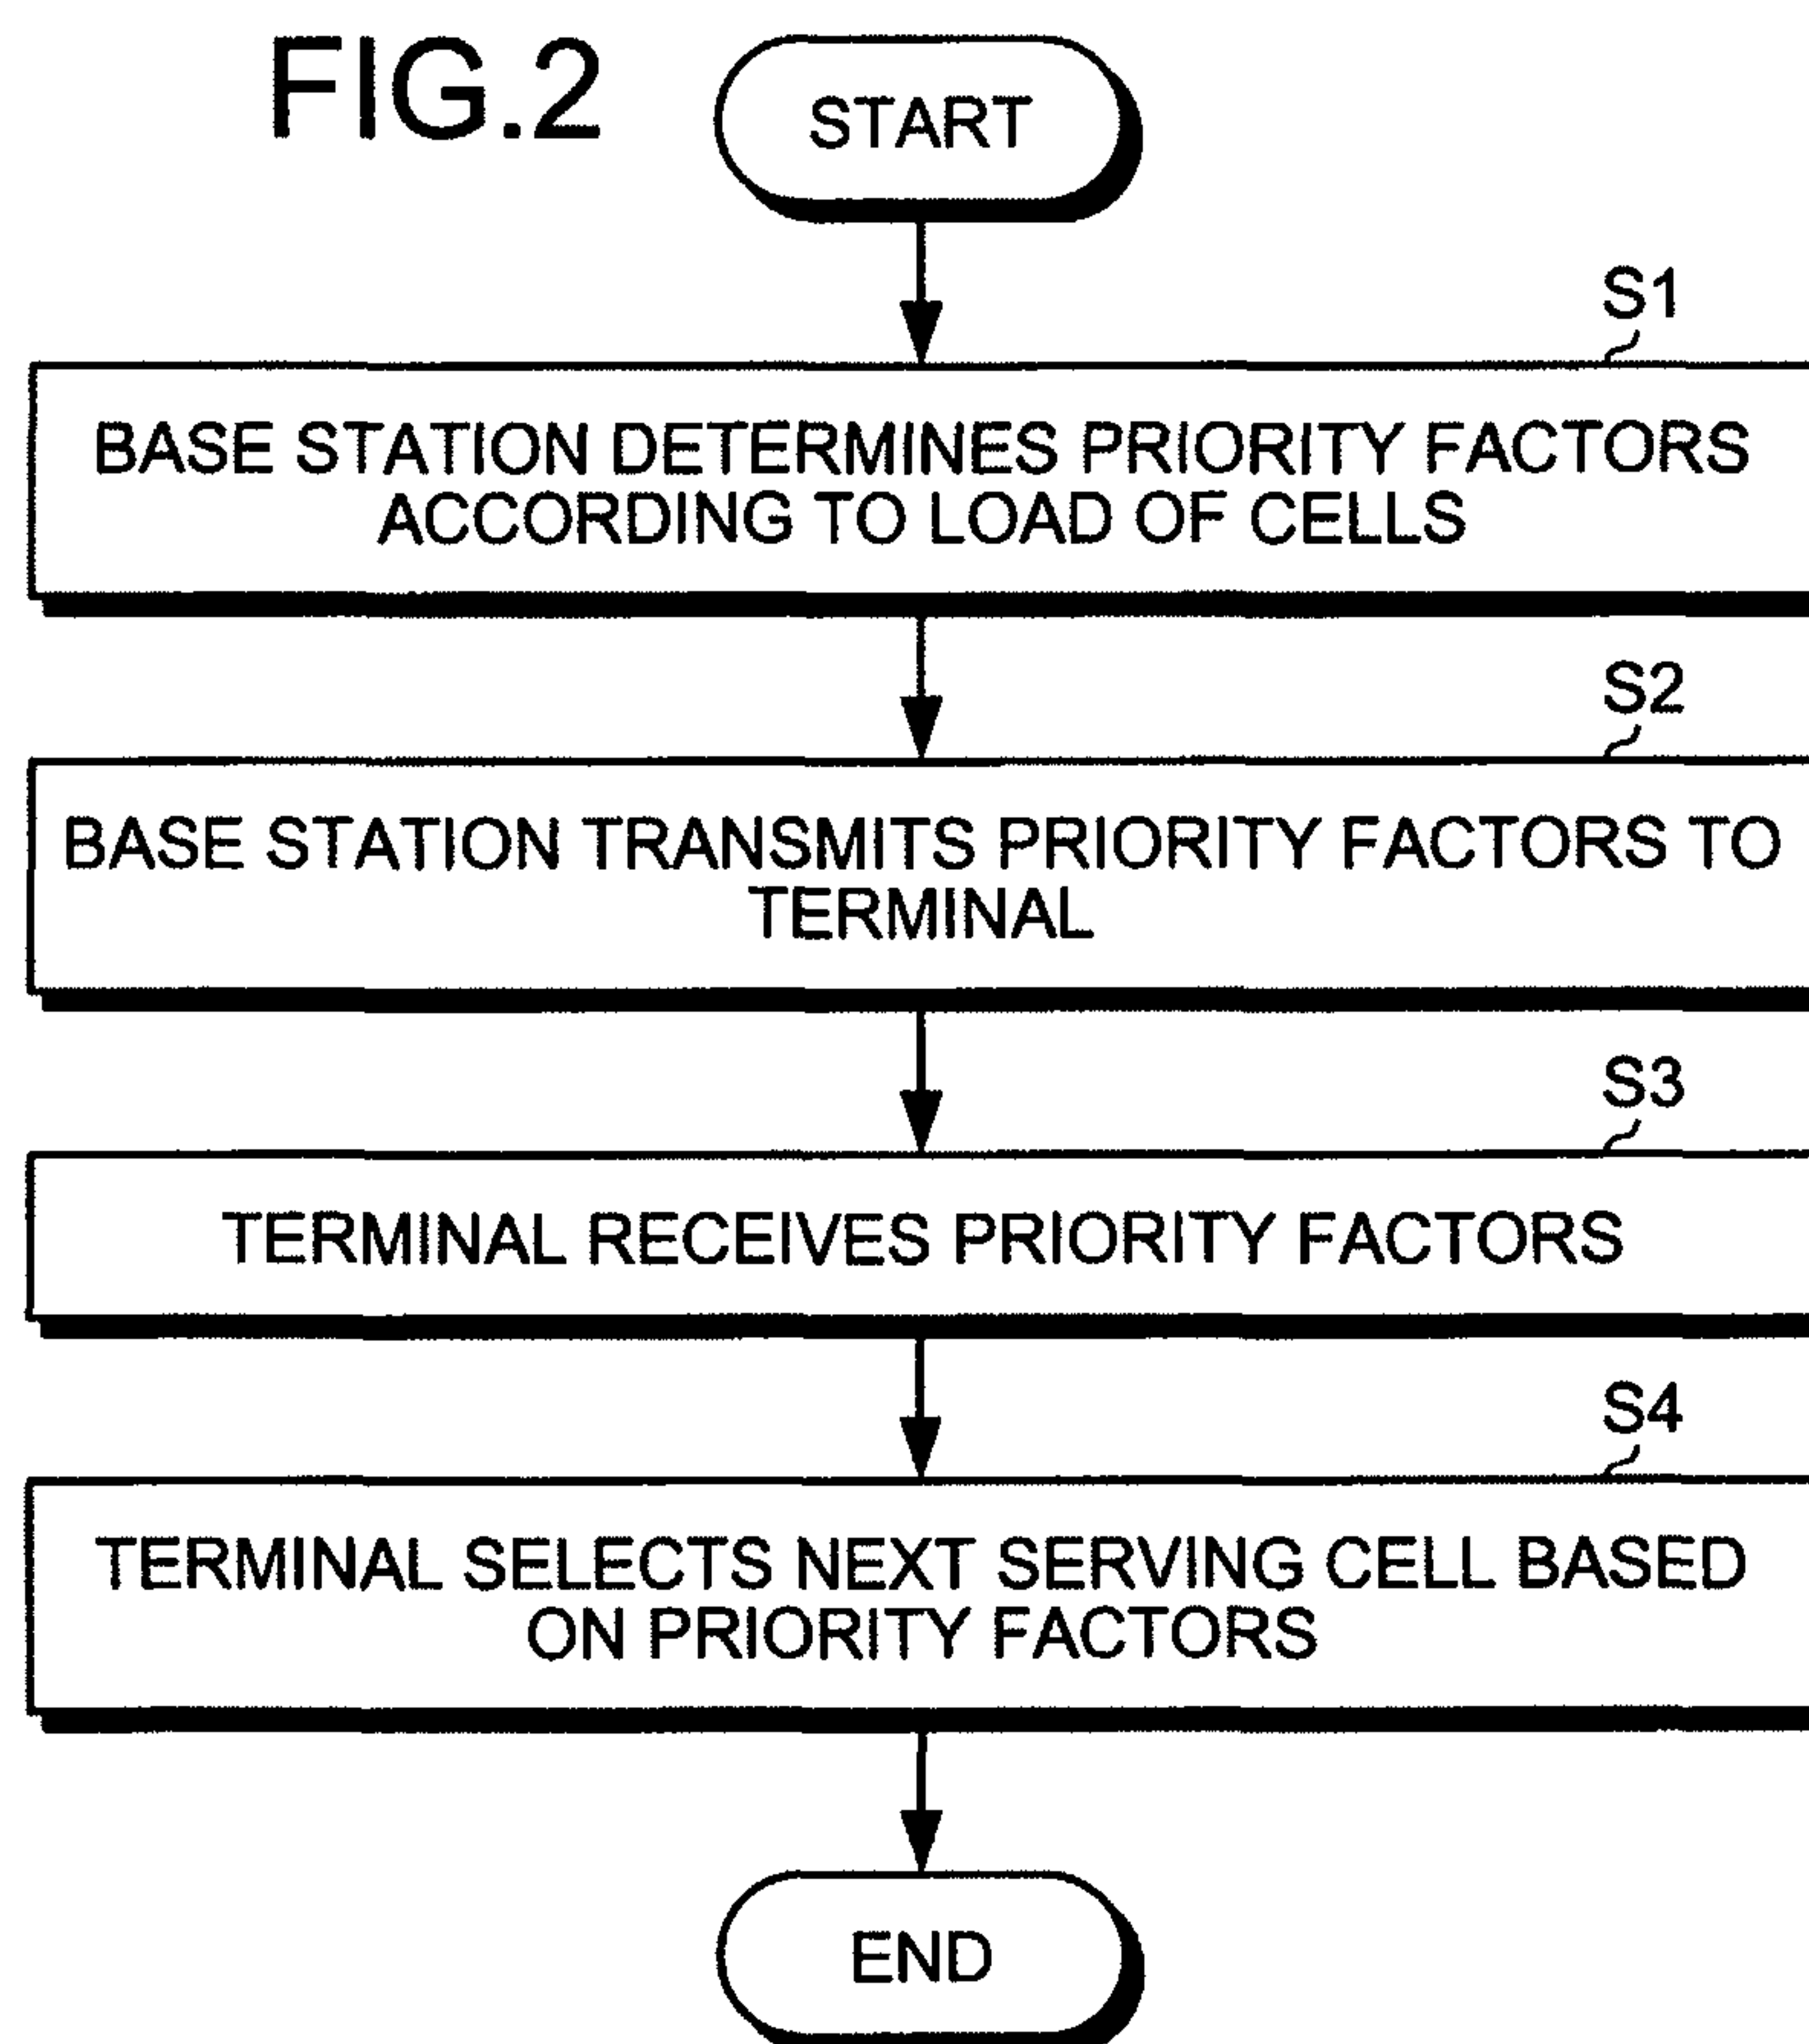 FIG.2
START
S1
BASE STATION DETERMINES PRIORITY FACTORS
ACCORDING TO LOAD OF CELLS
S2
BASE STATION TRANSMITS PRIORITY FACTORS TO
TERMINAL
S3
TERMINAL RECEIVES PRIORITY FACTORS
S4
TERMINAL SELECTS NEXT SERVING CELL BASED
ON PRIORITY FACTORS
END